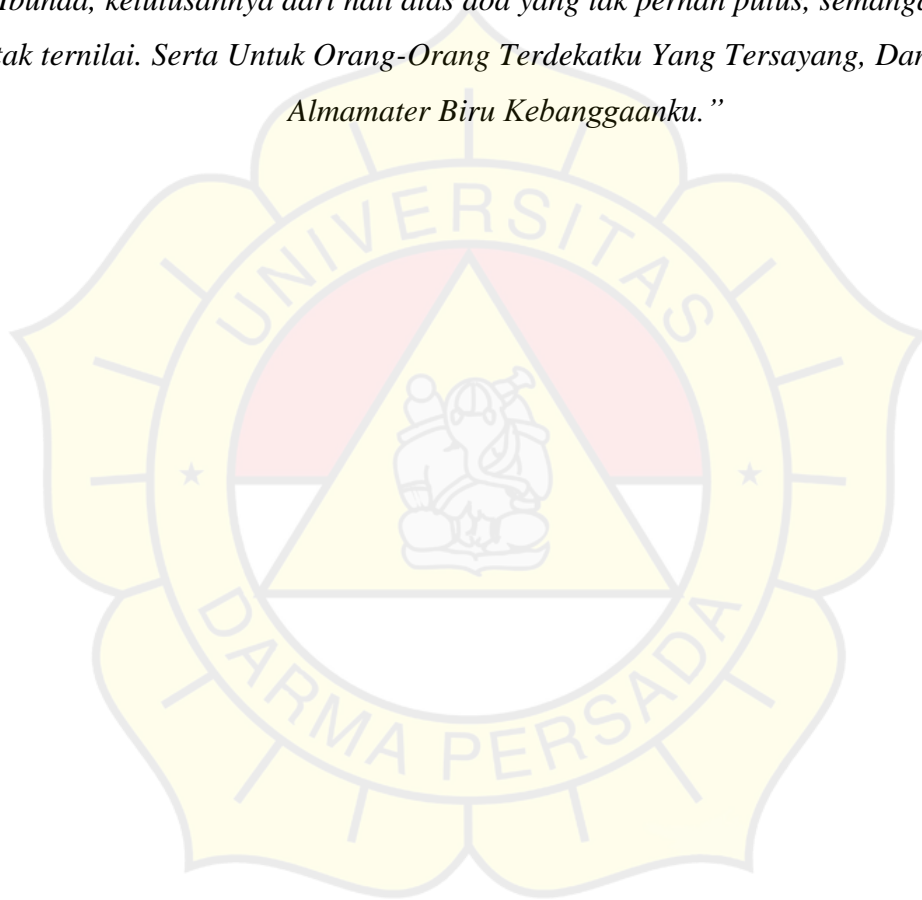 Ibunda, ketulusannya dari hati atas doa yang tak pernah putus,
tak ternilai. Serta Untuk Orang-Orang Terdekatku Yang Tersayang, Dan
Almamater Biru Kebanggaanku.”
UNIVERSITAS
DARMA PERSADA